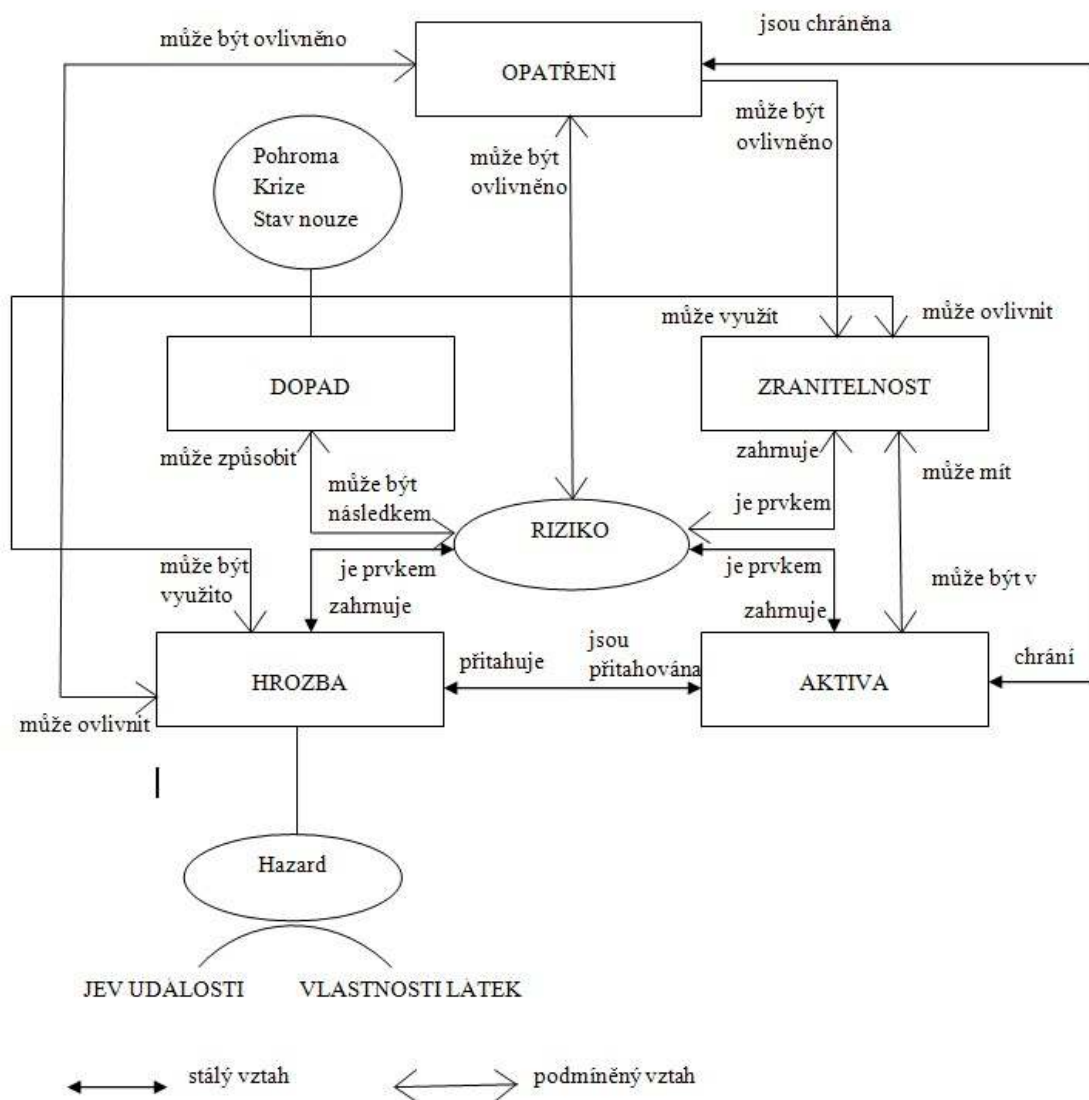 může být ovlivněno
jsou chráněna
OPATŘENÍ
může být
ovlivněno
může být
ovlivněno
Pohroma
Krize
Stav nouze
může využít
může ovlivnit
DOPAD
ZRANITELNOST
může způsobit
zahrnuje
může mít
může být
následkem
je prvkem
RIZIKO
může být
využito
je prvkem
je prvkem
může být v
zahrnuje
zahrnuje
HROZBA
přitahuje
jsou
přitahována
AKTIVA
chrání
může ovlivnit
Hazard
JEV UDÁLOSTI
VLASTNOSTI LÁTEK
stálý vztah
podmíněný vztah